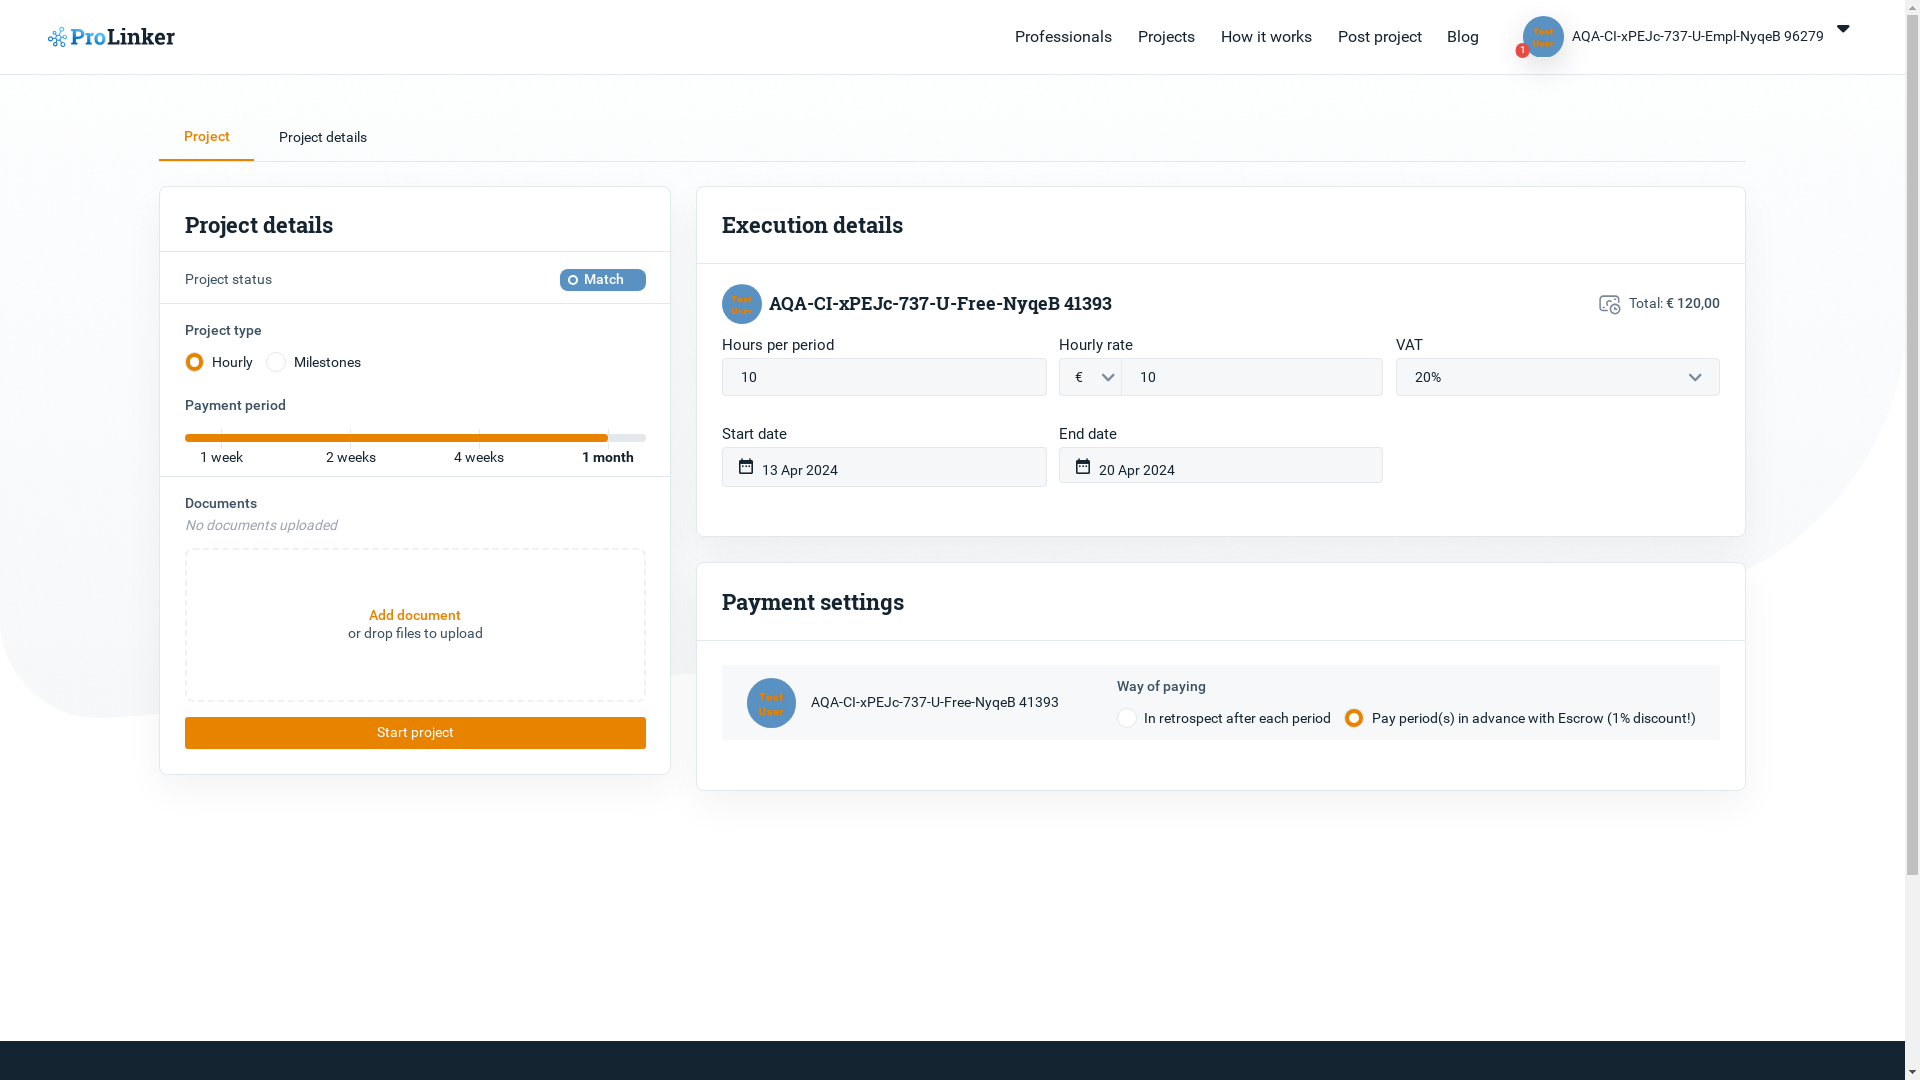 ProLinker
Professionals
Projects
How it works
Post project
Blog
Test
User
1
AQA-CI-xPEJc-737-U-Empl-NyqeB 96279
Project
Project details
Project details
Project status
Match
Project type
Hourly
Milestones
Payment period
1 week
2 weeks
4 weeks
1 month
Documents
No documents uploaded
Add document
or drop files to upload
Start project
Execution details
Test
User
AQA-CI-xPEJc-737-U-Free-NyqeB 41393
Total: € 120,00
Hours per period
10
Hourly rate
€
10
VAT
20%
Start date
13 Apr 2024
End date
20 Apr 2024
Payment settings
Test
User
AQA-CI-xPEJc-737-U-Free-NyqeB 41393
Way of paying
In retrospect after each period
Pay period(s) in advance with Escrow (1% discount!)